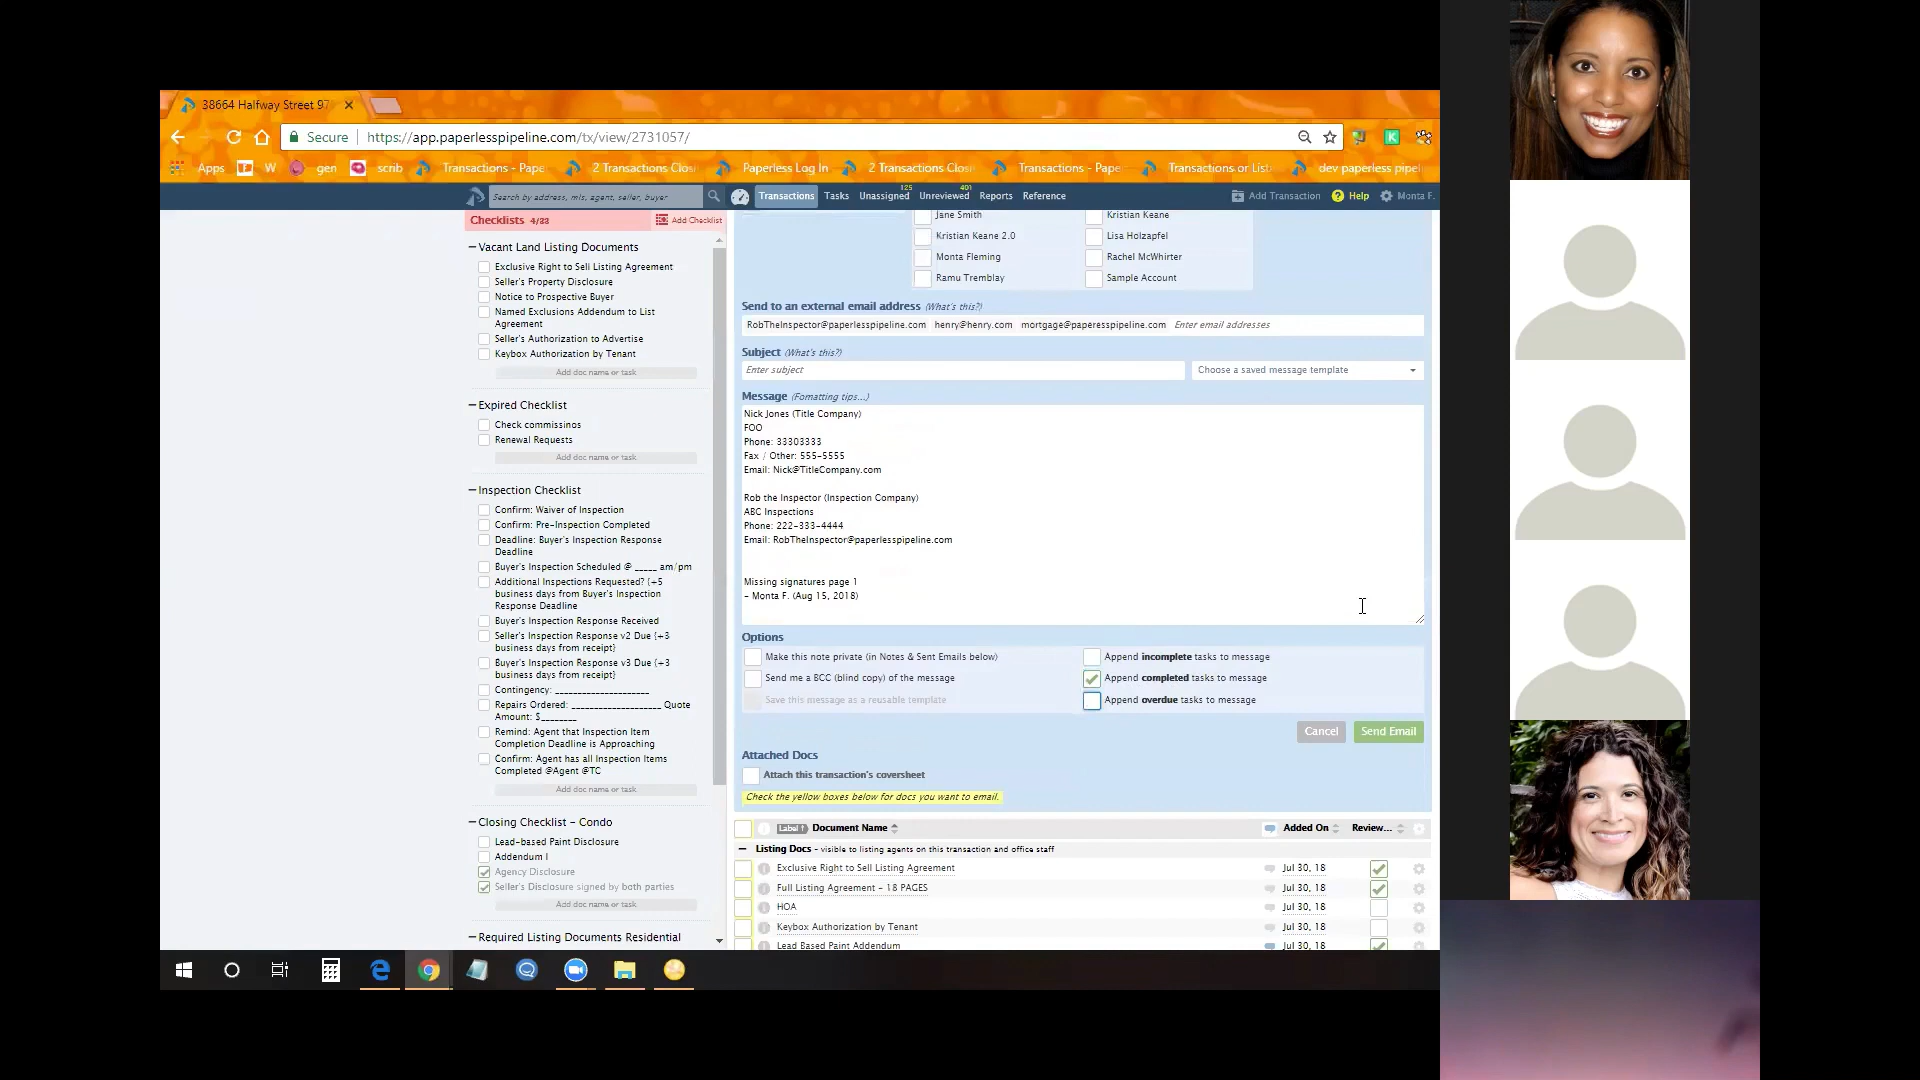 38664 Halfway Street 97
Secure
https://app.paperlesspipeline.com/tx/view/2731057/
Apps
W
gen
scrib
Transactions - Pape
2 Transactions Closi
Paperless Log In
2 Transactions Closi
Transactions - Pape
Transactions or List
dev paperless pipel
Search by address, mls, agent, seller, buyer
Transactions
Tasks
Unassigned
125
Unreviewed
401
Reports
Reference
Add Transaction
Help
Monta F.
Checklists 4/22
Add Checklist
Vacant Land Listing Documents
Exclusive Right to Sell Listing Agreement
Seller's Property Disclosure
Notice to Prospective Buyer
Named Exclusions Addendum to List
Agreement
Seller's Authorization to Advertise
Keybox Authorization by Tenant
Add doc name or task
Expired Checklist
Check commissinos
Renewal Requests
Add doc name or task
Inspection Checklist
Confirm: Waiver of Inspection
Confirm: Pre-Inspection Completed
Deadline: Buyer's Inspection Response
Deadline
Buyer's Inspection Scheduled @ _____ am/pm
Additional Inspections Requested? {+5
business days from Buyer's Inspection
Response Deadline
Buyer's Inspection Response Received
Seller's Inspection Response v2 Due {+3
business days from receipt}
Buyer's Inspection Response v3 Due {+3
business days from receipt}
Contingency: ____________________
Repairs Ordered: ____________________ Quote
Amount: $________
Remind: Agent that Inspection Item
Completion Deadline is Approaching
Confirm: Agent has all Inspection Items
Completed @Agent @TC
Add doc name or task
Closing Checklist - Condo
Lead-based Paint Disclosure
Addendum I
Agency Disclosure
Seller's Disclosure signed by both parties
Add doc name or task
Required Listing Documents Residential
Jane Smith
Kristian Keane
Kristian Keane 2.0
Lisa Holzapfel
Monta Fleming
Rachel McWhirter
Ramu Tremblay
Sample Account
Send to an external email address (What's this?)
RobTheInspector@paperlesspipeline.com henry@henry.com mortgage@paperesspipeline.com Enter email addresses
Subject (What's this?)
Enter subject
Choose a saved message template
Message (Fomatting tips...)
Nick Jones (Title Company)
FOO
Phone: 33303333
Fax / Other: 555-5555
Email: Nick@TitleCompany.com
Rob the Inspector (Inspection Company)
ABC Inspections
Phone: 222-333-4444
Email: RobTheInspector@paperlesspipeline.com
Missing signatures page 1
- Monta F. (Aug 15, 2018)
Options
Make this note private (in Notes & Sent Emails below)
Append incomplete tasks to message
Send me a BCC (blind copy) of the message
Append completed tasks to message
Save this message as a reusable template
Append overdue tasks to message
Cancel
Send Email
Attached Docs
Attach this transaction's coversheet
Check the yellow boxes below for docs you want to email.
Label
Document Name
Added On
Review...
Listing Docs - visible to listing agents on this transaction and office staff
Exclusive Right to Sell Listing Agreement
Jul 30, 18
Full Listing Agreement - 18 PAGES
Jul 30, 18
HOA
Jul 30, 18
Keybox Authorization by Tenant
Jul 30, 18
Lead Based Paint Addendum
Jul 30, 18